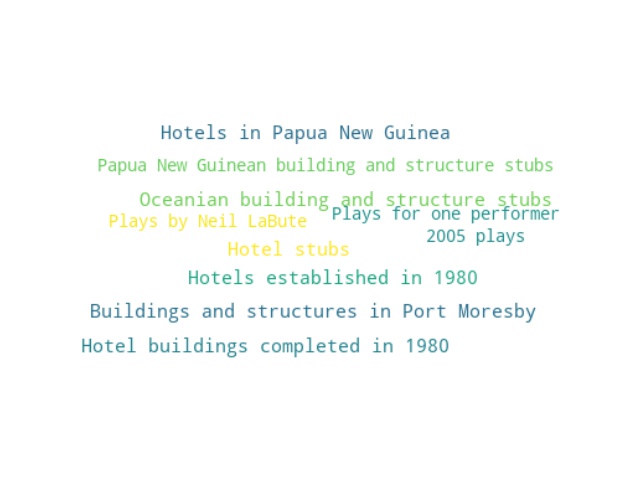 Hotels in Papua New Guinea
Papua New Guinean building and structure stubs
Oceanian building and structure stubs
Plays for one performer
Plays by Neil LaBute
2005 plays
Hotel stubs
Hotels established in 1980
Buildings and structures in Port Moresby
Hotel buildings completed in 1980